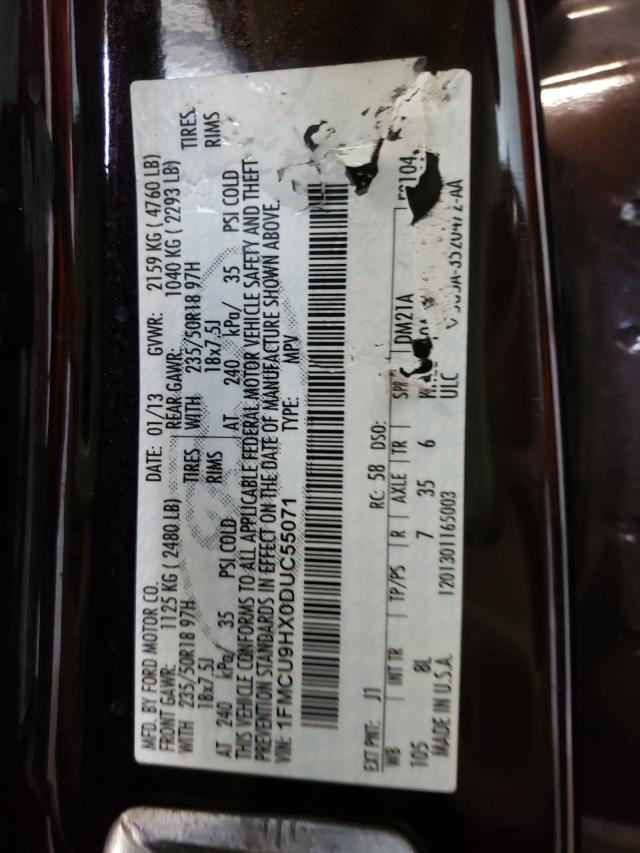 MFD. BY FORD MOTOR CO. DATE: 01/13 GVWR: 2159 KG ( 4760 LB)
FRONT GAWR: 1125 KG ( 2480 LB) REAR GAWR: 1040 KG ( 2293 LB)
WITH 235/50R18 97H TIRES WITH 235/50R18 97H TIRES
18x7.5J RIMS 18x7.5J RIMS
AT 240 kPa/ 35 PSI COLD AT 240 kPa/ 35 PSI COLD
THIS VEHICLE CONFORMS TO ALL APPLICABLE FEDERAL MOTOR VEHICLE SAFETY AND THEFT
PREVENTION STANDARDS IN EFFECT ON THE DATE OF MANUFACTURE SHOWN ABOVE.
VIN: 1FMCU9HX0DUC55071 TYPE: MPV
EXT PNT: J1 RC: 58 DSO:
WB INT TR TP/PS R AXLE TR SPR DM21A
105 8L 7 35 6
MADE IN U.S.A. 1201301165003 ULC